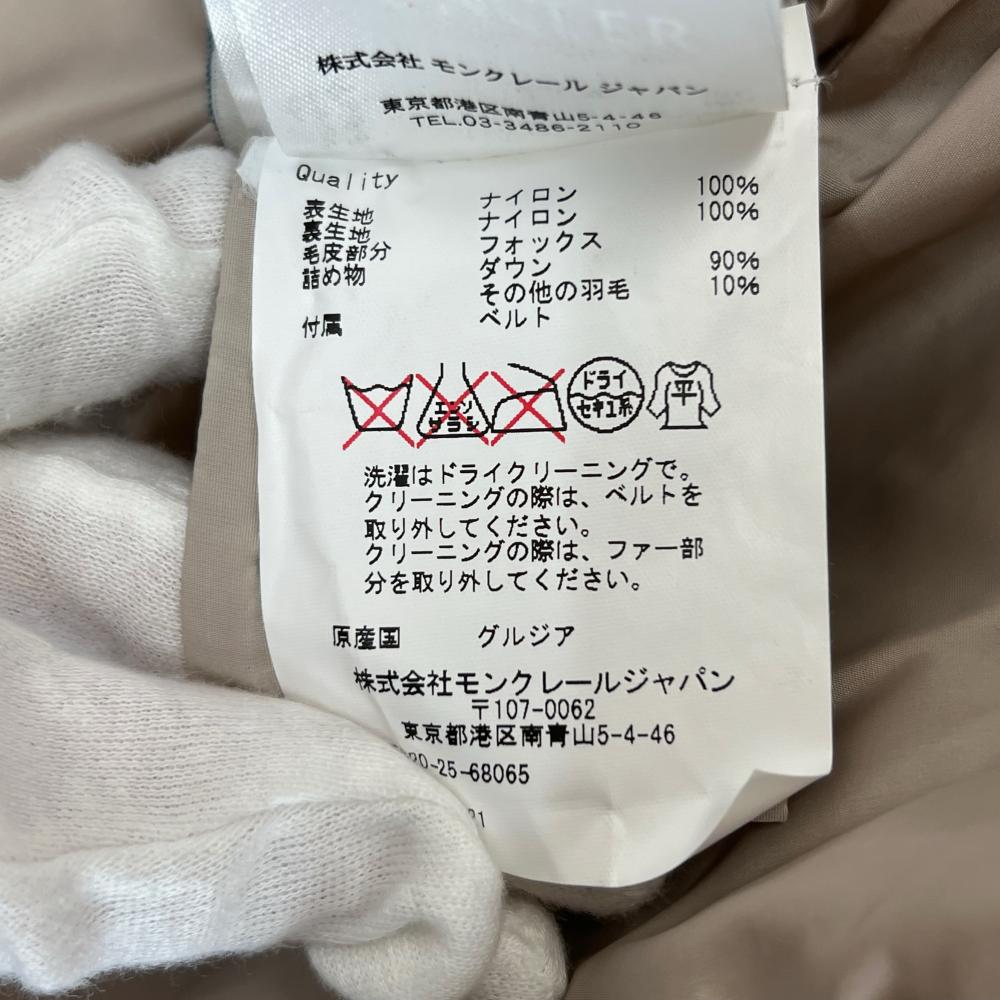 株式会社 モンクレール ジャパン
東京都港区南青山5-4-46
TEL.03-3486-2110
Quality
表生地 ナイロン 100%
裏生地 ナイロン 100%
毛皮部分 フォックス
詰め物 ダウン 90%
その他の羽毛 10%
付属 ベルト
エンソ
サラシ
ドライ
セキユ系
平
洗濯はドライクリーニングで。
クリーニングの際は、ベルトを
取り外してください。
クリーニングの際は、ファー部
分を取り外してください。
原産国 グルジア
株式会社モンクレールジャパン
〒107-0062
東京都港区南青山5-4-46
20-25-68065
21